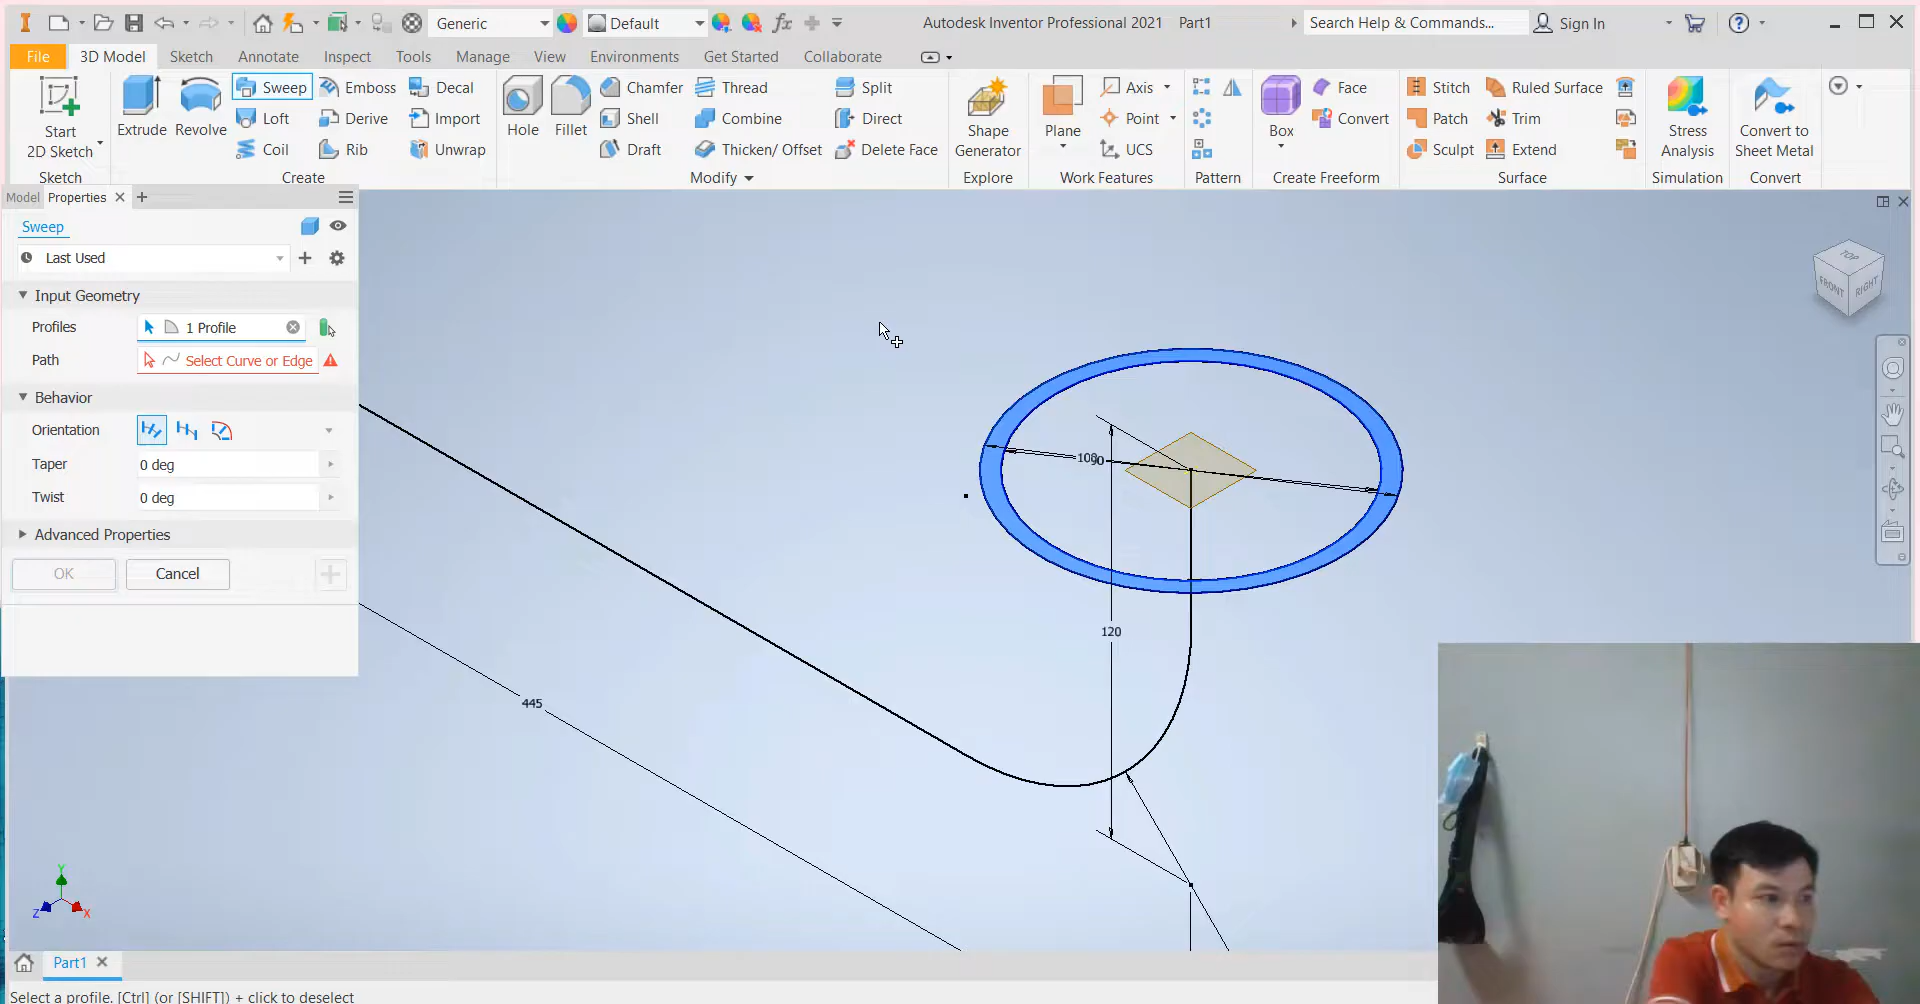 Generic
Default
Autodesk Inventor Professional 2021 Part1
Search Help & Commands...
Sign In
File
3D Model
Sketch
Annotate
Inspect
Tools
Manage
View
Environments
Get Started
Collaborate
Start
2D Sketch
Sketch
Extrude
Revolve
Sweep
Loft
Coil
Emboss
Derive
Rib
Decal
Import
Unwrap
Create
Hole
Fillet
Chamfer
Shell
Draft
Thread
Combine
Thicken/ Offset
Split
Direct
Delete Face
Modify
Shape
Generator
Explore
Plane
Axis
Point
UCS
Work Features
Pattern
Box
Face
Convert
Create Freeform
Stitch
Patch
Sculpt
Ruled Surface
Trim
Extend
Surface
Stress
Analysis
Simulation
Convert to
Sheet Metal
Convert
Model
Properties
Sweep
Last Used
Input Geometry
Profiles
1 Profile
Path
Select Curve or Edge
Behavior
Orientation
Taper
0 deg
Twist
0 deg
Advanced Properties
OK
Cancel
TOP
FRONT
RIGHT
100
90
120
445
Y
Z
X
Part1
Select a profile. [Ctrl] (or [SHIFT]) + click to deselect